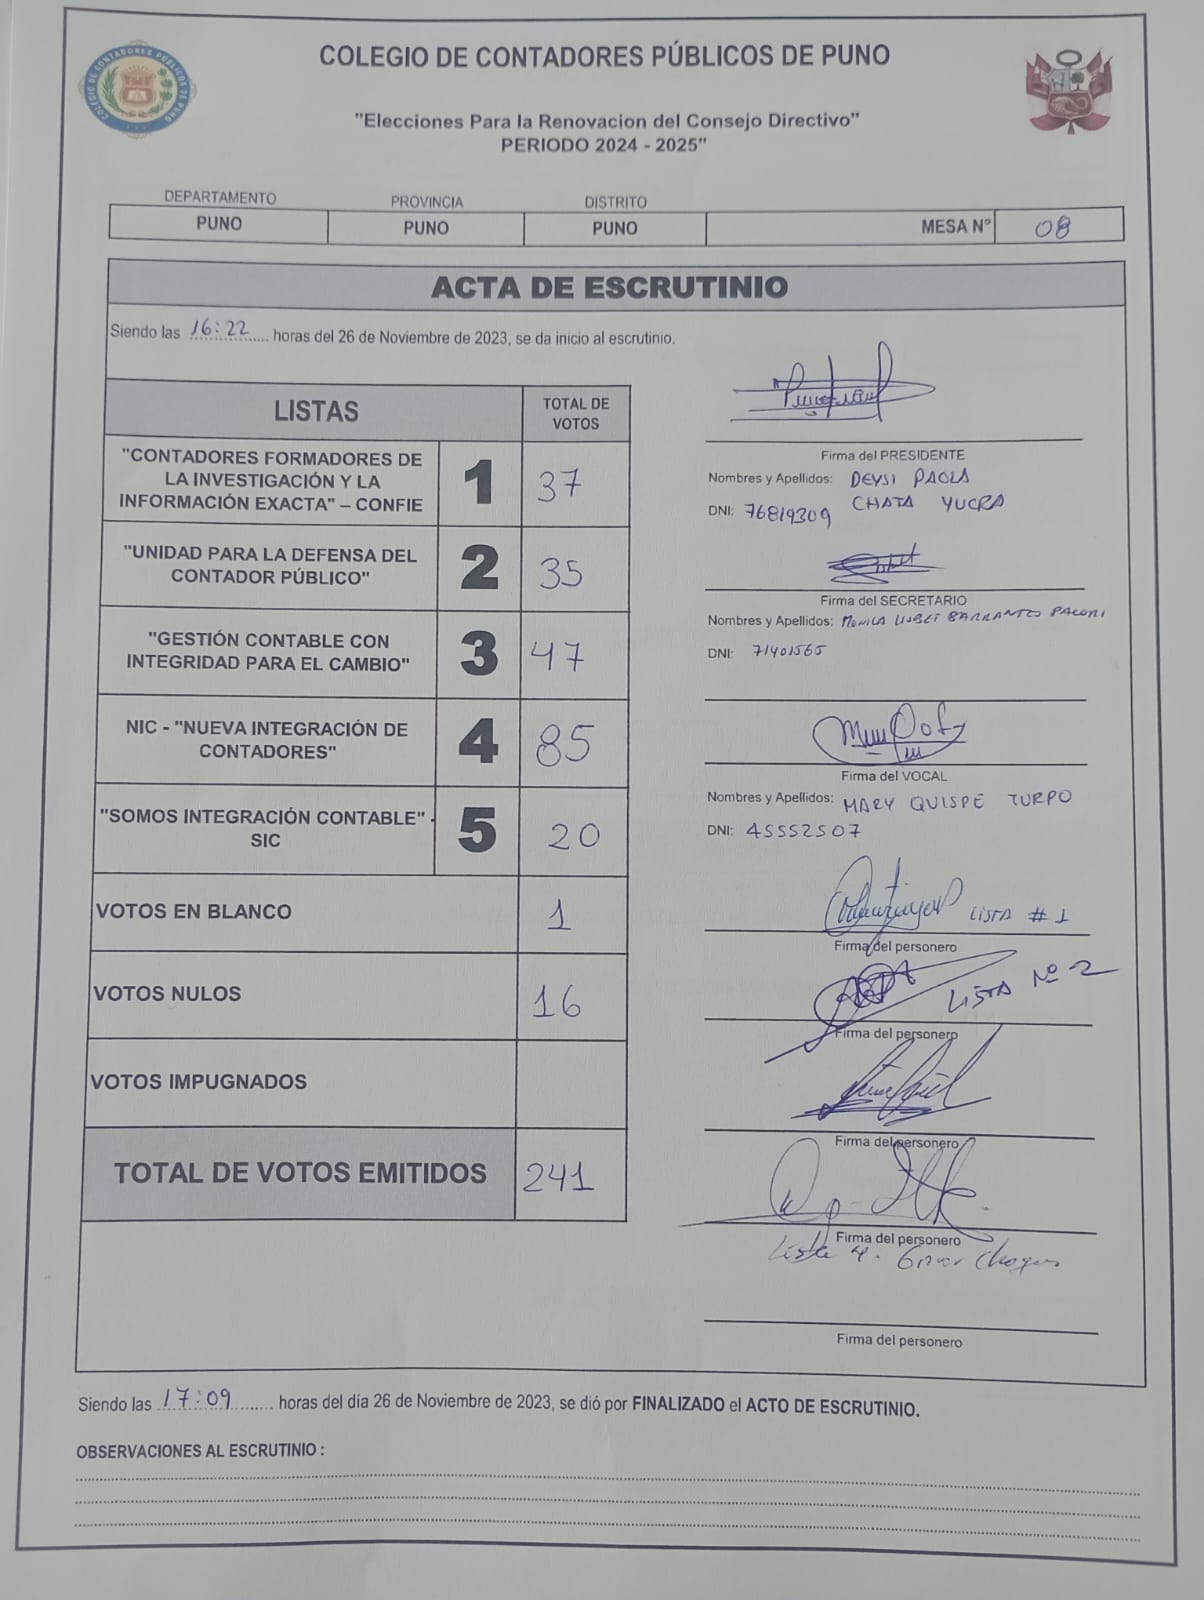 COLEGIO DE CONTADORES PÚBLICOS DE PUNO
"Elecciones Para la Renovacion del Consejo Directivo"
PERIODO 2024 - 2025"
DEPARTAMENTO PROVINCIA DISTRITO
PUNO PUNO PUNO MESA N° 08
ACTA DE ESCRUTINIO
Siendo las 16:22 horas del 26 de Noviembre de 2023, se da inicio al escrutinio.
LISTAS TOTAL DE VOTOS
"CONTADORES FORMADORES DE
LA INVESTIGACIÓN Y LA
INFORMACIÓN EXACTA" – CONFIE
1 37
"UNIDAD PARA LA DEFENSA DEL
CONTADOR PÚBLICO"
2 35
"GESTIÓN CONTABLE CON
INTEGRIDAD PARA EL CAMBIO"
3 47
NIC - "NUEVA INTEGRACIÓN DE
CONTADORES"
4 85
"SOMOS INTEGRACIÓN CONTABLE" -
SIC
5 20
VOTOS EN BLANCO 1
VOTOS NULOS 16
VOTOS IMPUGNADOS
TOTAL DE VOTOS EMITIDOS 241
Firma del PRESIDENTE
Nombres y Apellidos: DEYSI PAOLA
CHATA YUCRA
DNI: 76819309
Firma del SECRETARIO
Nombres y Apellidos: MONICA LISBET BARRANTES PACORI
DNI: 71401565
Firma del VOCAL
Nombres y Apellidos: MARY QUISPE TURPO
DNI: 45552507
LISTA # 1
Firma del personero
LISTA Nº 2
Firma del personero
Firma del personero
Firma del personero
Lista 4.
Firma del personero
Siendo las 17:09 horas del día 26 de Noviembre de 2023, se dió por FINALIZADO el ACTO DE ESCRUTINIO.
OBSERVACIONES AL ESCRUTINIO :